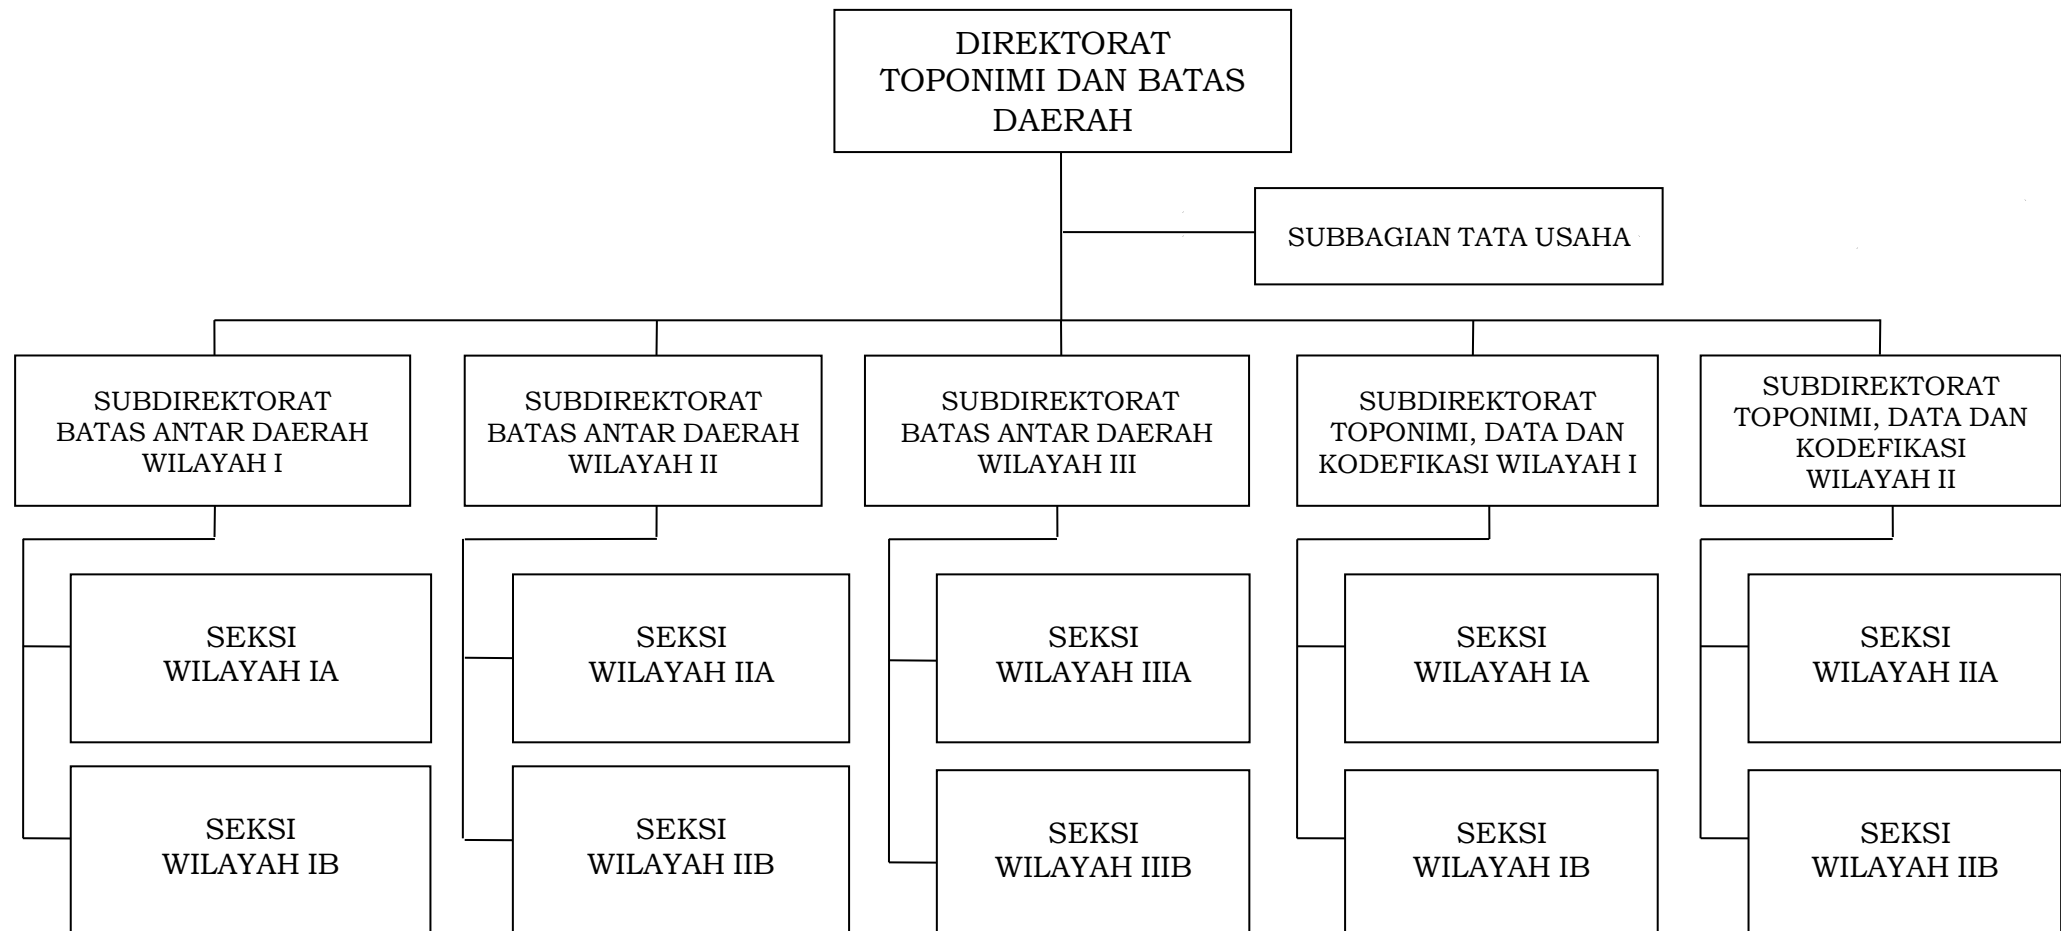 DIREKTORAT
TOPONIMI DAN BATAS
DAERAH
SUBBAGIAN TATA USAHA
SUBDIREKTORAT
BATAS ANTAR DAERAH
WILAYAH I
SUBDIREKTORAT
BATAS ANTAR DAERAH
WILAYAH II
SUBDIREKTORAT
BATAS ANTAR DAERAH
WILAYAH III
SUBDIREKTORAT
TOPONIMI, DATA DAN
KODEFIKASI WILAYAH I
SUBDIREKTORAT
TOPONIMI, DATA DAN
KODEFIKASI
WILAYAH II
SEKSI
WILAYAH IA
SEKSI
WILAYAH IIA
SEKSI
WILAYAH IIIA
SEKSI
WILAYAH IA
SEKSI
WILAYAH IIA
SEKSI
WILAYAH IB
SEKSI
WILAYAH IIB
SEKSI
WILAYAH IIIB
SEKSI
WILAYAH IB
SEKSI
WILAYAH IIB